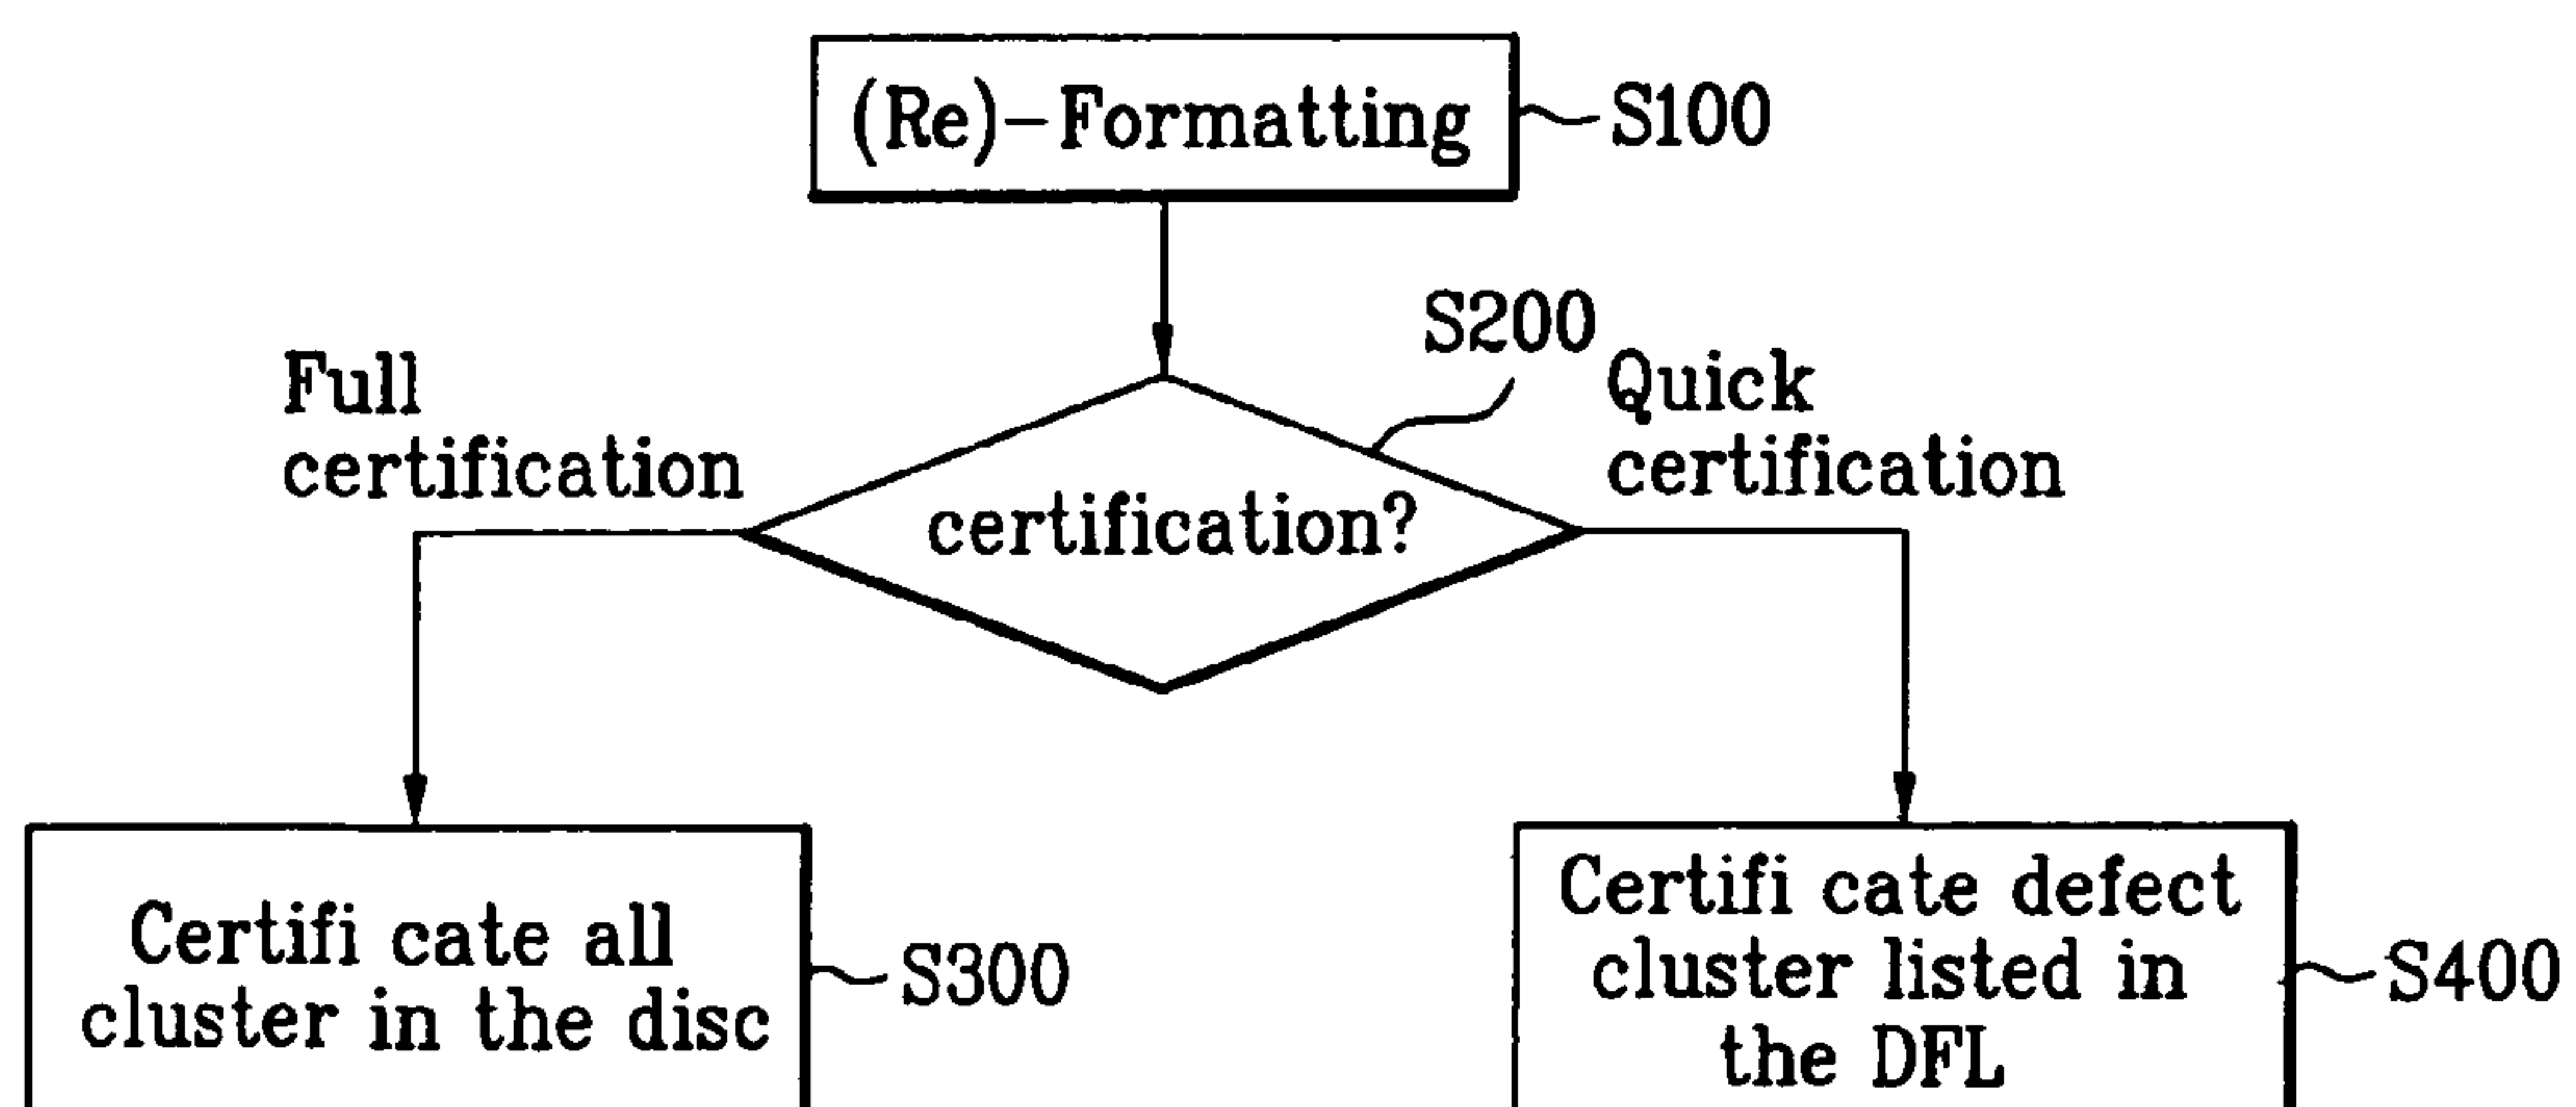 (Re)-Formatting
S100
S200
Full
certification
Quick
certification
certification?
Certifi cate all
cluster in the disc
S300
Certifi cate defect
cluster listed in
the DFL
S400